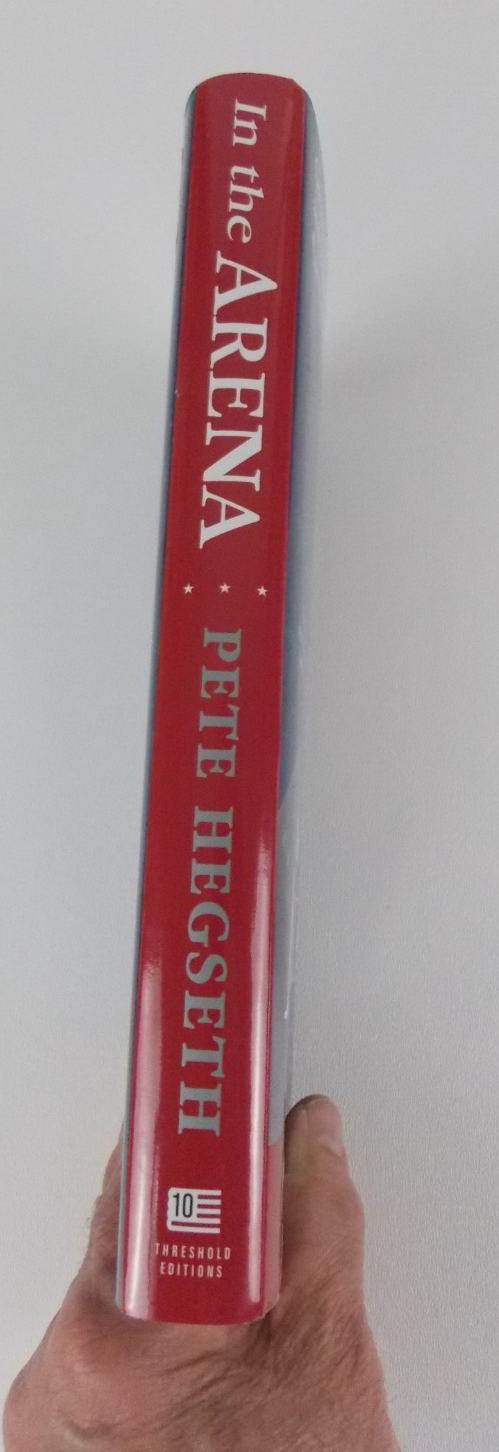 In the ARENA
PETE HEGSETH
10
THRESHOLD
EDITIONS